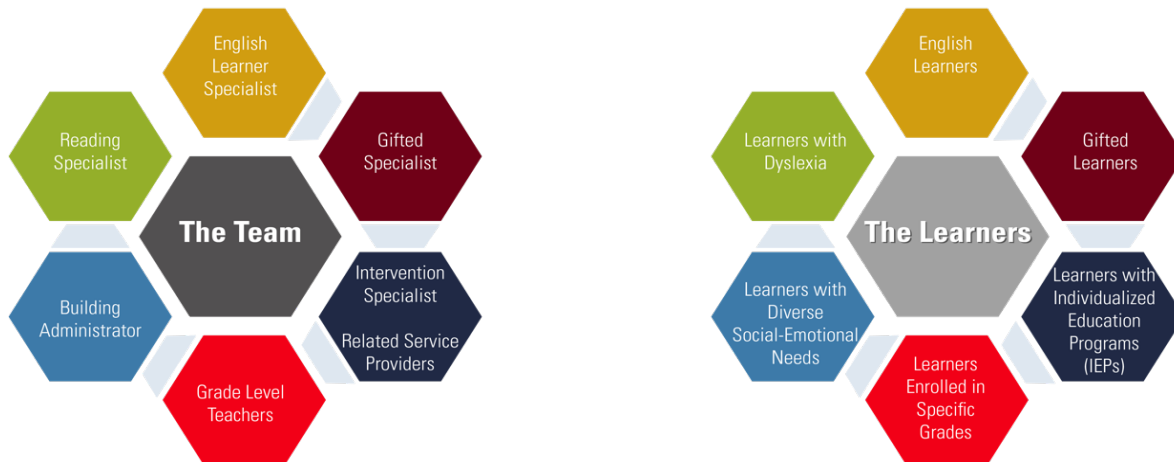 English
Learner
Specialist
Gifted
Specialist
Intervention
Specialist
Related Service
Providers
Grade Level
Teachers
Building
Administrator
Reading
Specialist
The Team
English
Learners
Gifted
Learners
Learners with
Individualized
Education
Programs
(IEPs)
Learners
Enrolled in
Specific
Grades
Learners with
Diverse
Social-Emotional
Needs
Learners with
Dyslexia
The Learners